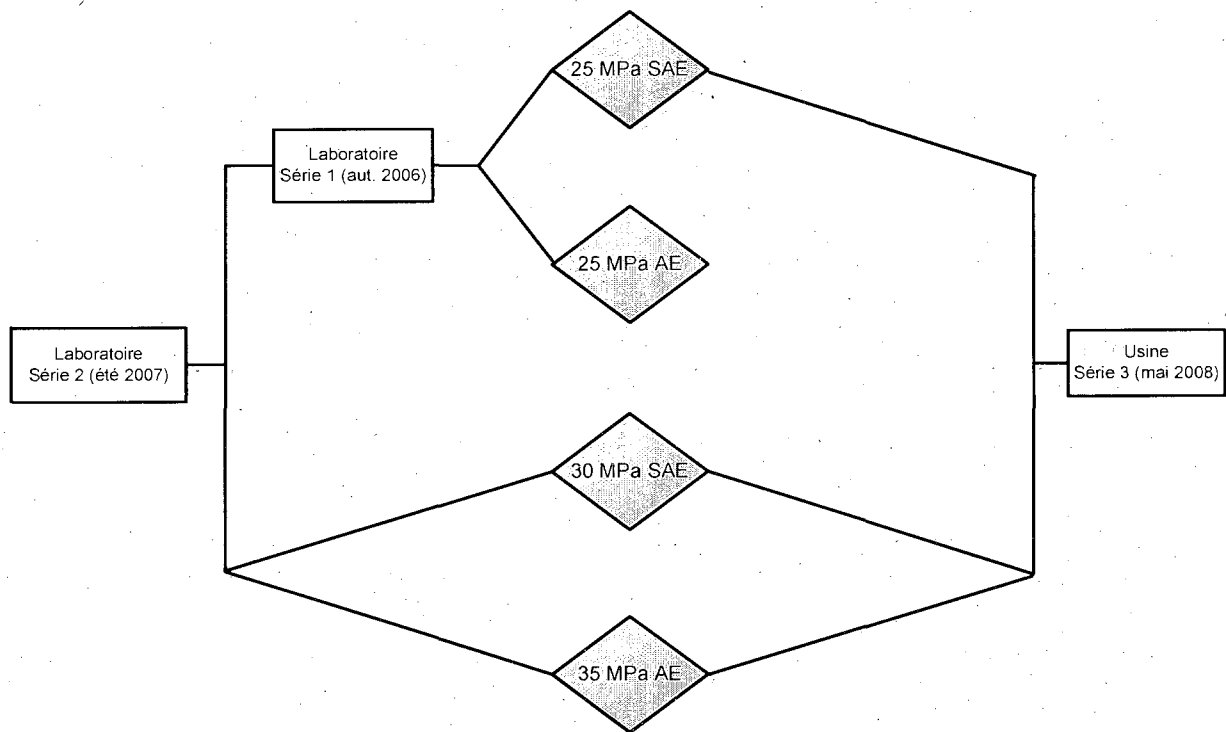 25 MPa SAE
Laboratoire
Série 1 (aut. 2006)
25 MPa AE
Laboratoire
Série 2 (été 2007)
Usine
Série 3 (mai 2008)
30 MPa SAE
35 MPa AE